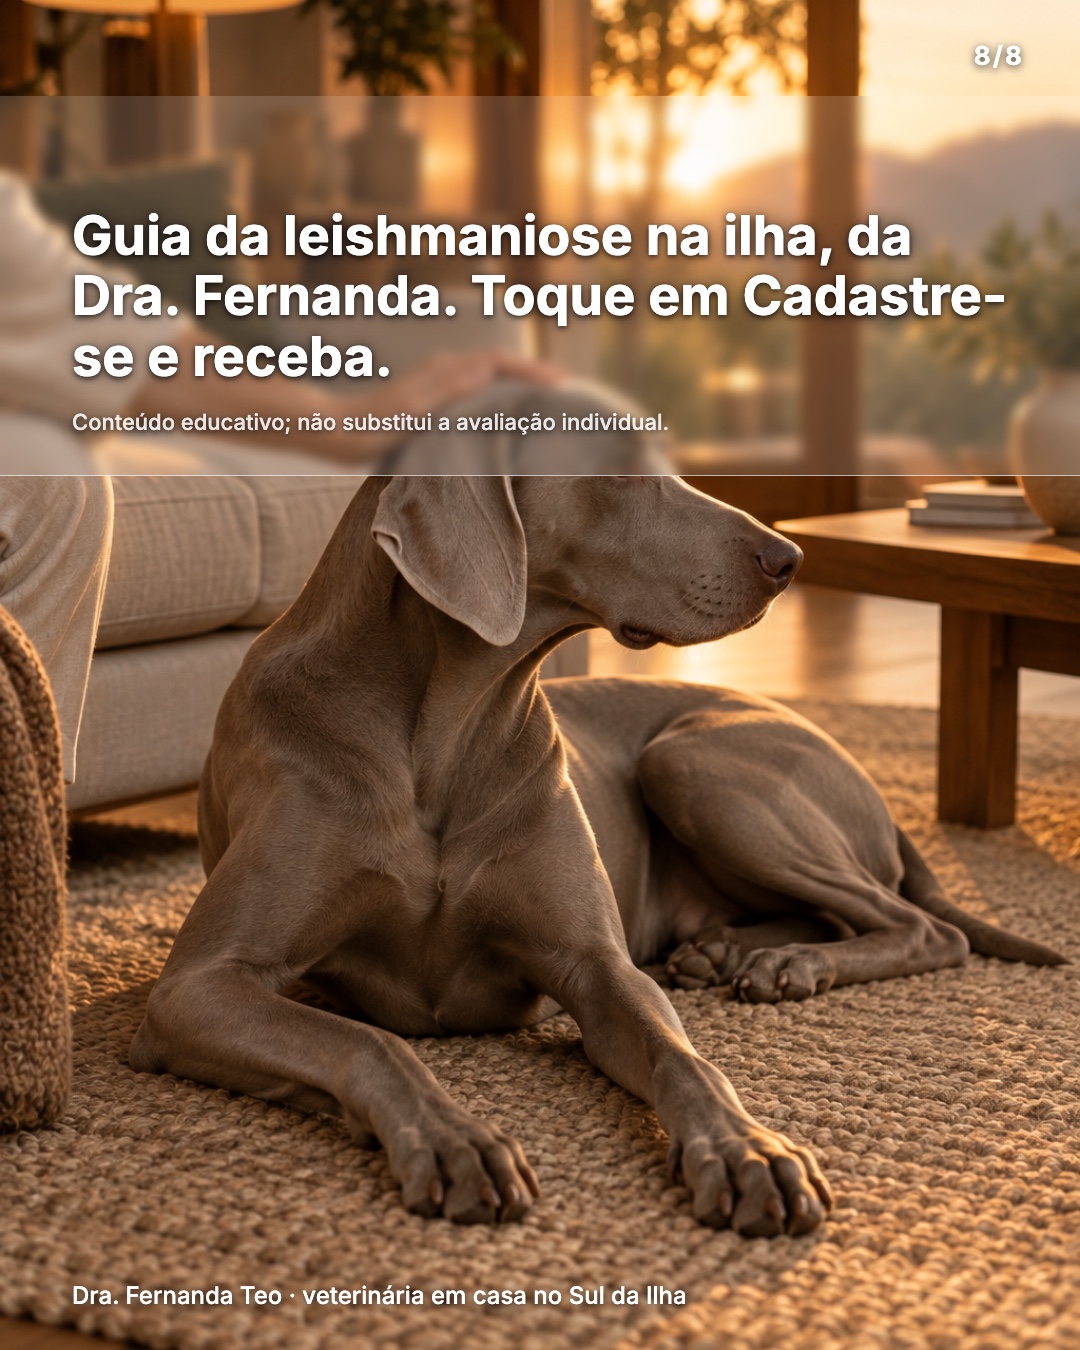 8/8
Guia da leishmaniose na ilha, da
Dra. Fernanda. Toque em Cadastre-
se e receba.
Conteúdo educativo; não substitui a avaliação individual.
Dra. Fernanda Teo · veterinária em casa no Sul da Ilha